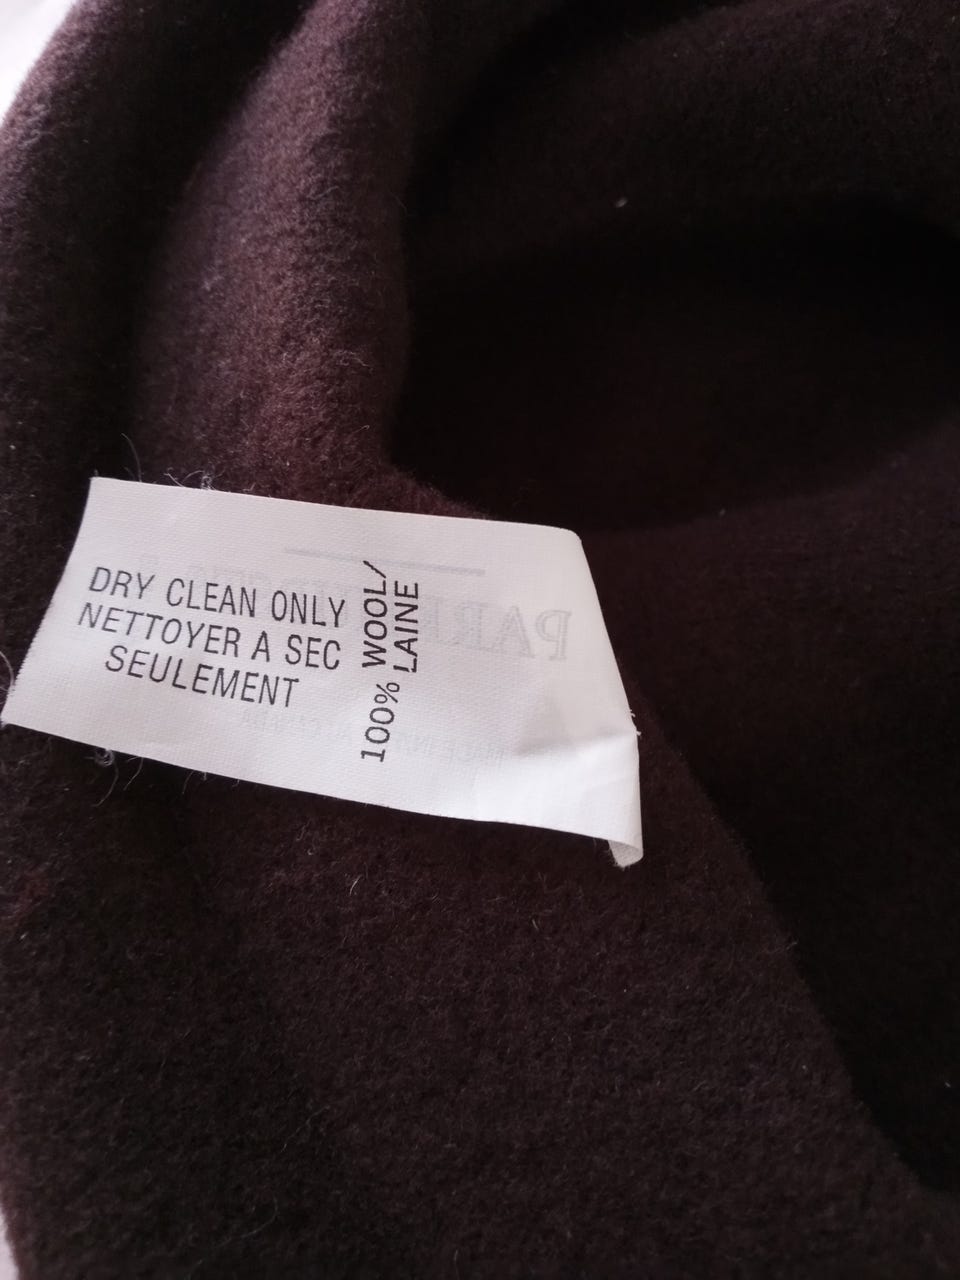 DRY CLEAN ONLY
NETTOYER A SEC
SEULEMENT
100% WOOL/
LAINE